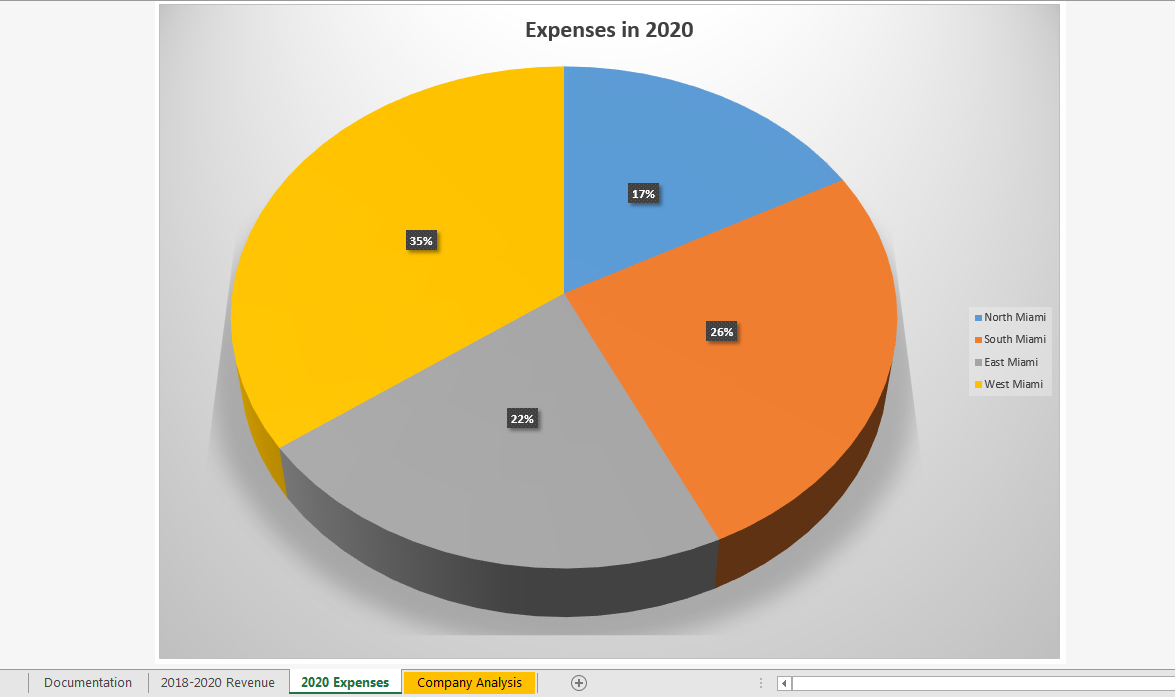 Expenses in 2020
17%
35%
26%
22%
North Miami
South Miami
East Miami
West Miami
Documentation 2018-2020 Revenue 2020 Expenses Company Analysis